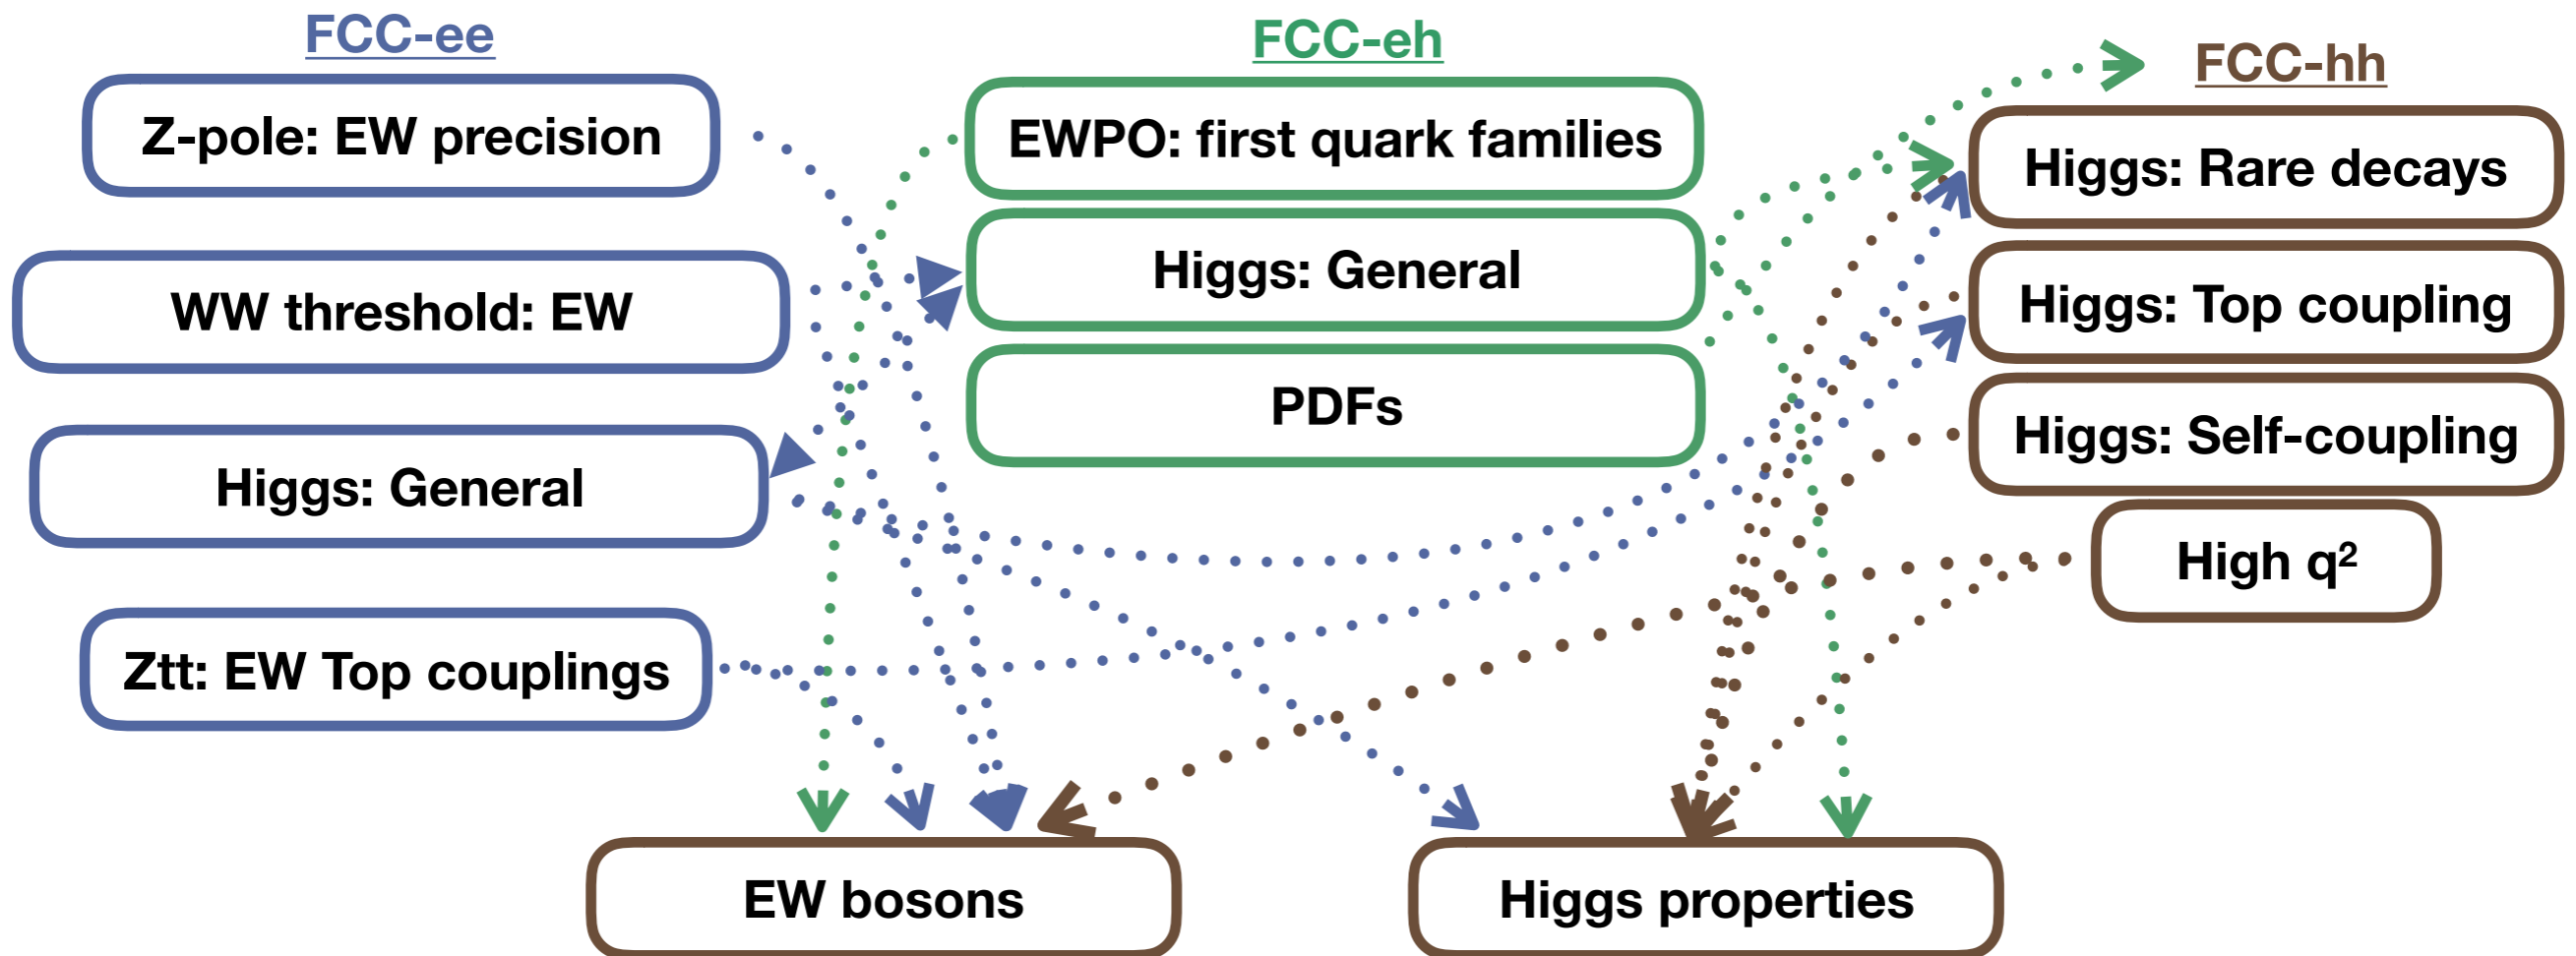 FCC-ee
Z-pole: EW precision
WW threshold: EW
Higgs: General
Ztt: EW Top couplings
FCC-eh
EWPO: first quark families
Higgs: General
PDFs
FCC-hh
Higgs: Rare decays
Higgs: Top coupling
Higgs: Self-coupling
High q²
EW bosons
Higgs properties